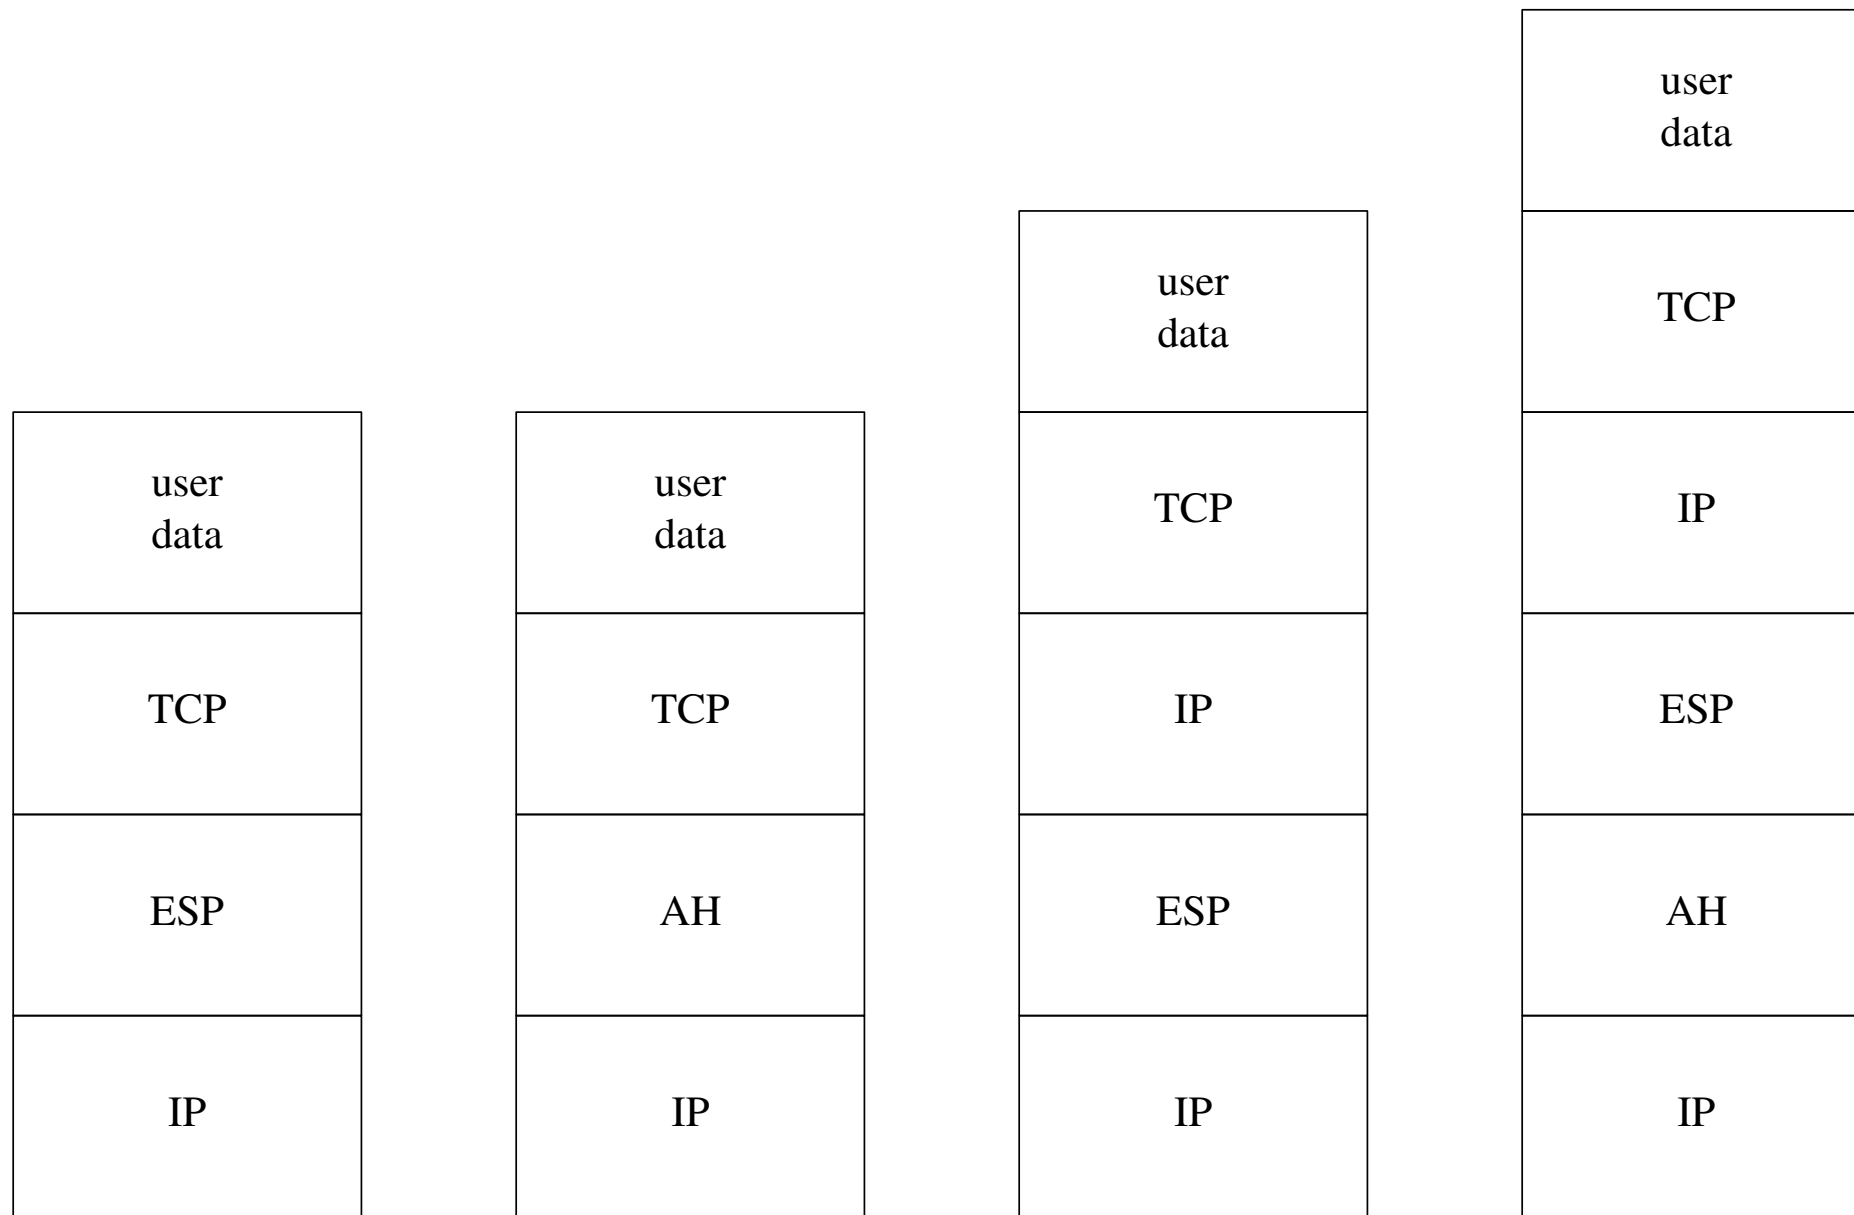 user
data
TCP
ESP
IP
user
data
TCP
AH
IP
user
data
TCP
IP
ESP
IP
user
data
TCP
IP
ESP
AH
IP